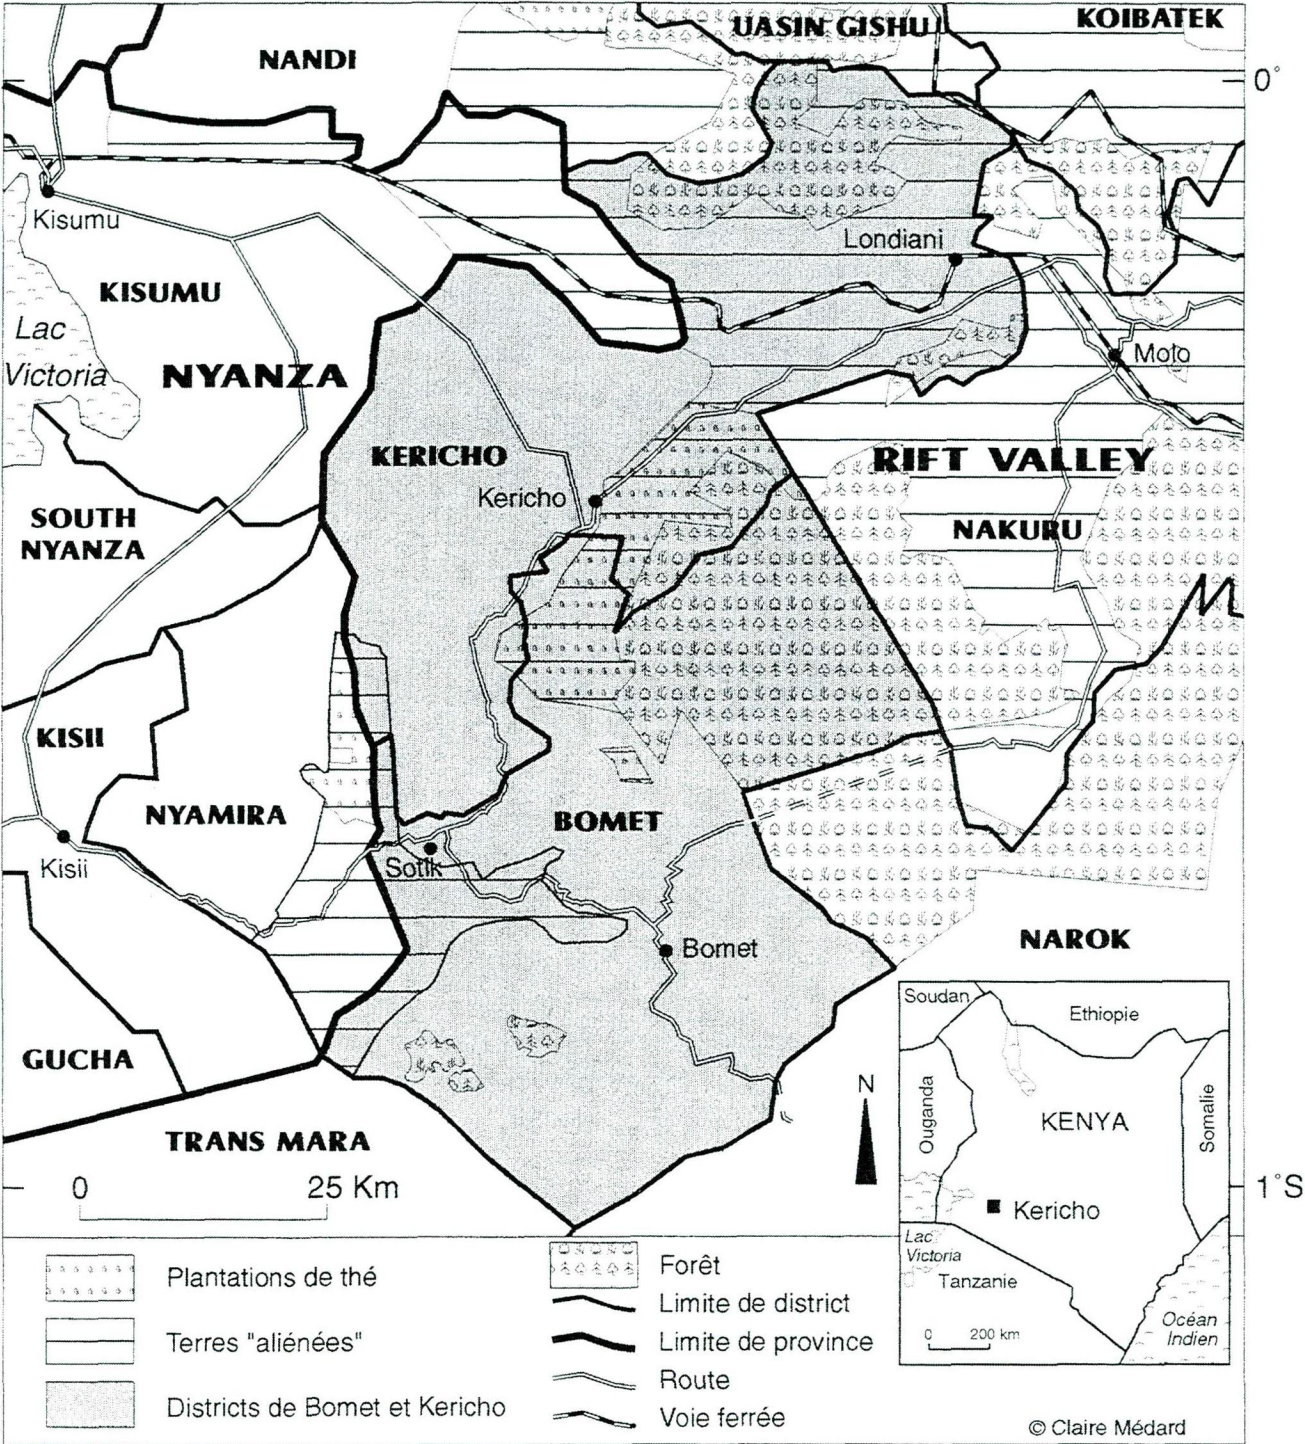 UASIN GISHU
KOIBATEK
NANDI
0°
Kisumu
Londiani
KISUMU
Lac
Victoria
NYANZA
Molo
KERICHO
RIFT VALLEY
Kericho
SOUTH
NYANZA
NAKURU
KISII
NYAMIRA
BOMET
Kisii
Sotik
Bomet
NAROK
GUCHA
TRANS MARA
N
0 25 Km
1°S
Soudan
Ethiopie
Ouganda
KENYA
Somalie
Kericho
Lac
Victoria
Tanzanie
Océan
Indien
0 200 km
Plantations de thé
Terres "aliénées"
Districts de Bomet et Kericho
Forêt
Limite de district
Limite de province
Route
Voie ferrée
© Claire Médard